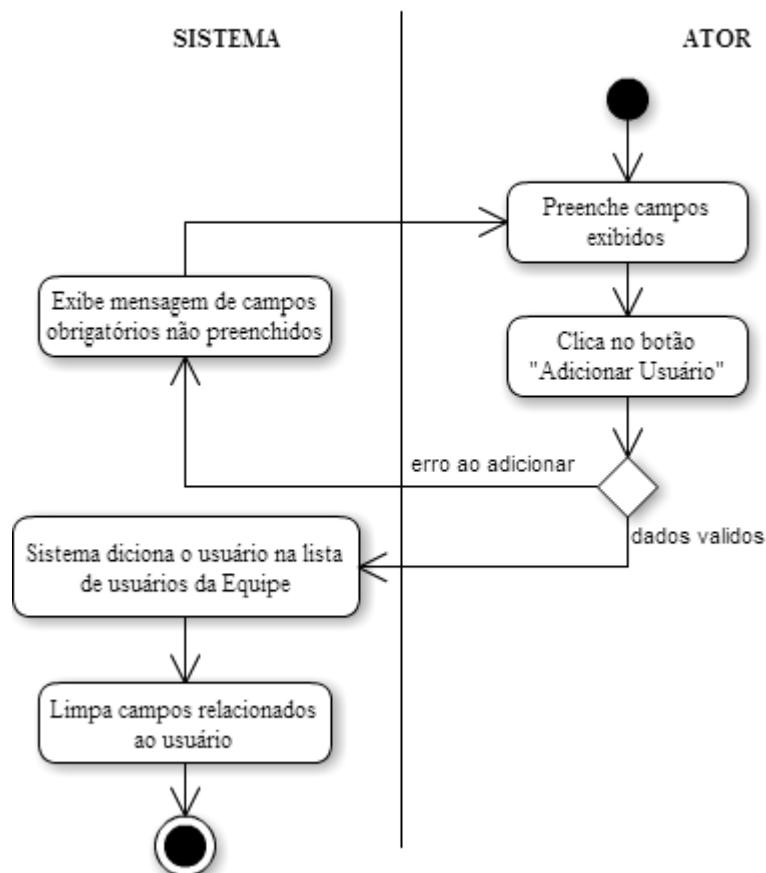 SISTEMA
ATOR
Preenche campos
exibidos
Exibe mensagem de campos
obrigatórios não preenchidos
Clica no botão
"Adicionar Usuário"
erro ao adicionar
dados validos
Sistema diciona o usuário na lista
de usuários da Equipe
Limpa campos relacionados
ao usuário